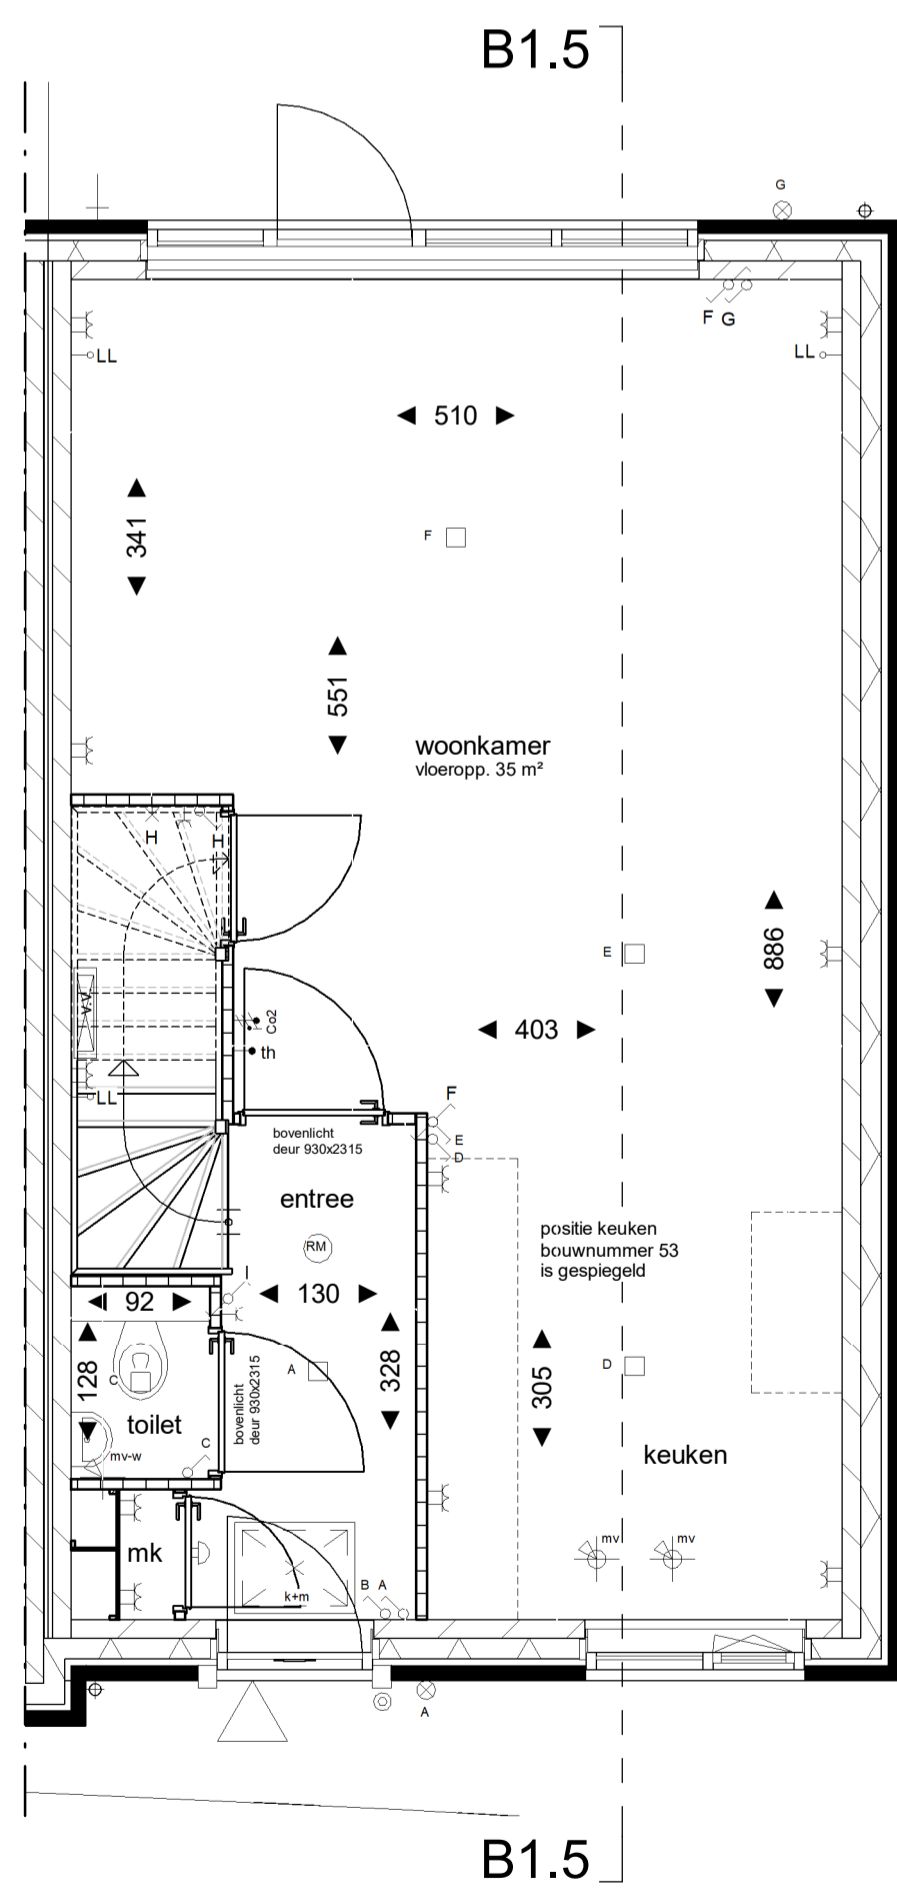 B1.5
G
F G
LL
LL
510
341
F
551
woonkamer
vloeropp. 35 m²
H
H
886
E
v.v.
Co2
403
th
LL
F
E
D
bovenlicht
deur 930x2315
entree
positie keuken
bouwnummer 53
is gespiegeld
RM
I
92
130
128
328
305
C
bovenlicht
deur 930x2315
A
D
toilet
C
mv-w
keuken
mk
mv
mv
k+m
B A
A
B1.5